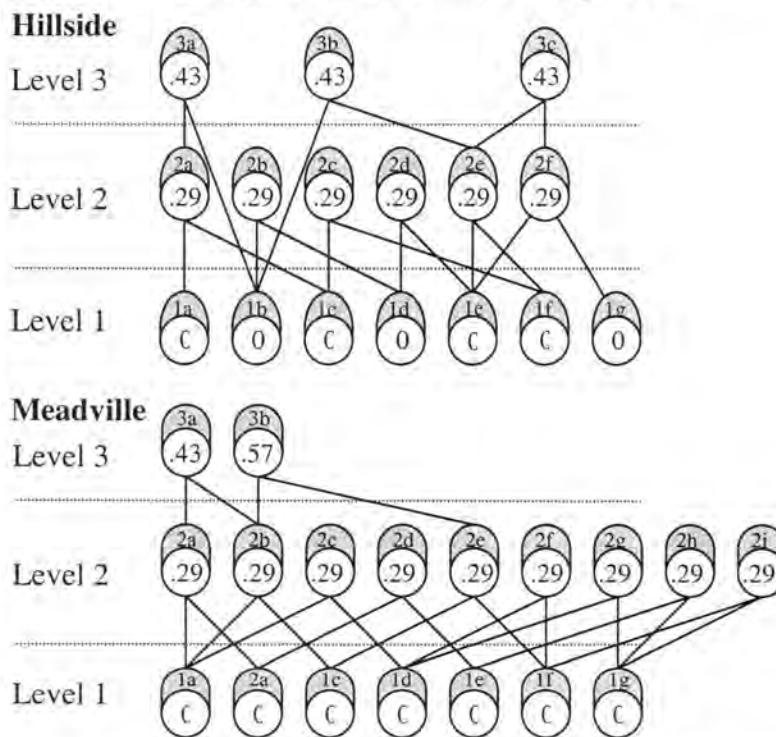 Hillside
3a 3b 3c
Level 3 .43 .43 .43
2a 2b 2c 2d 2e 2f
Level 2 .29 .29 .29 .29 .29 .29
1a 1b 1c 1d 1e 1f 1g
Level 1 C O C O C C O
Meadville
3a 3b
Level 3 .43 .57
2a 2b 2c 2d 2e 2f 2g 2h 2i
Level 2 .29 .29 .29 .29 .29 .29 .29 .29 .29
1a 2a 1c 1d 1e 1f 1g
Level 1 C C C C C C C